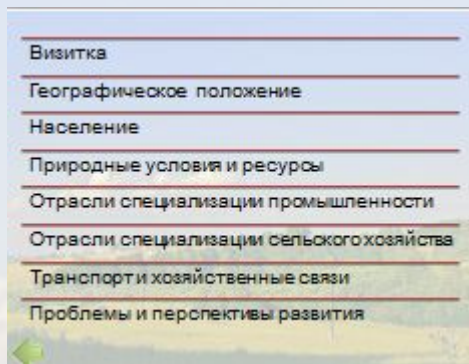 Визитка
Географическое положение
Население
Природные условия и ресурсы
Отрасли специализации промышленности
Отрасли специализации сельского хозяйства
Транспорт и хозяйственные связи
Проблемы и перспективы развития